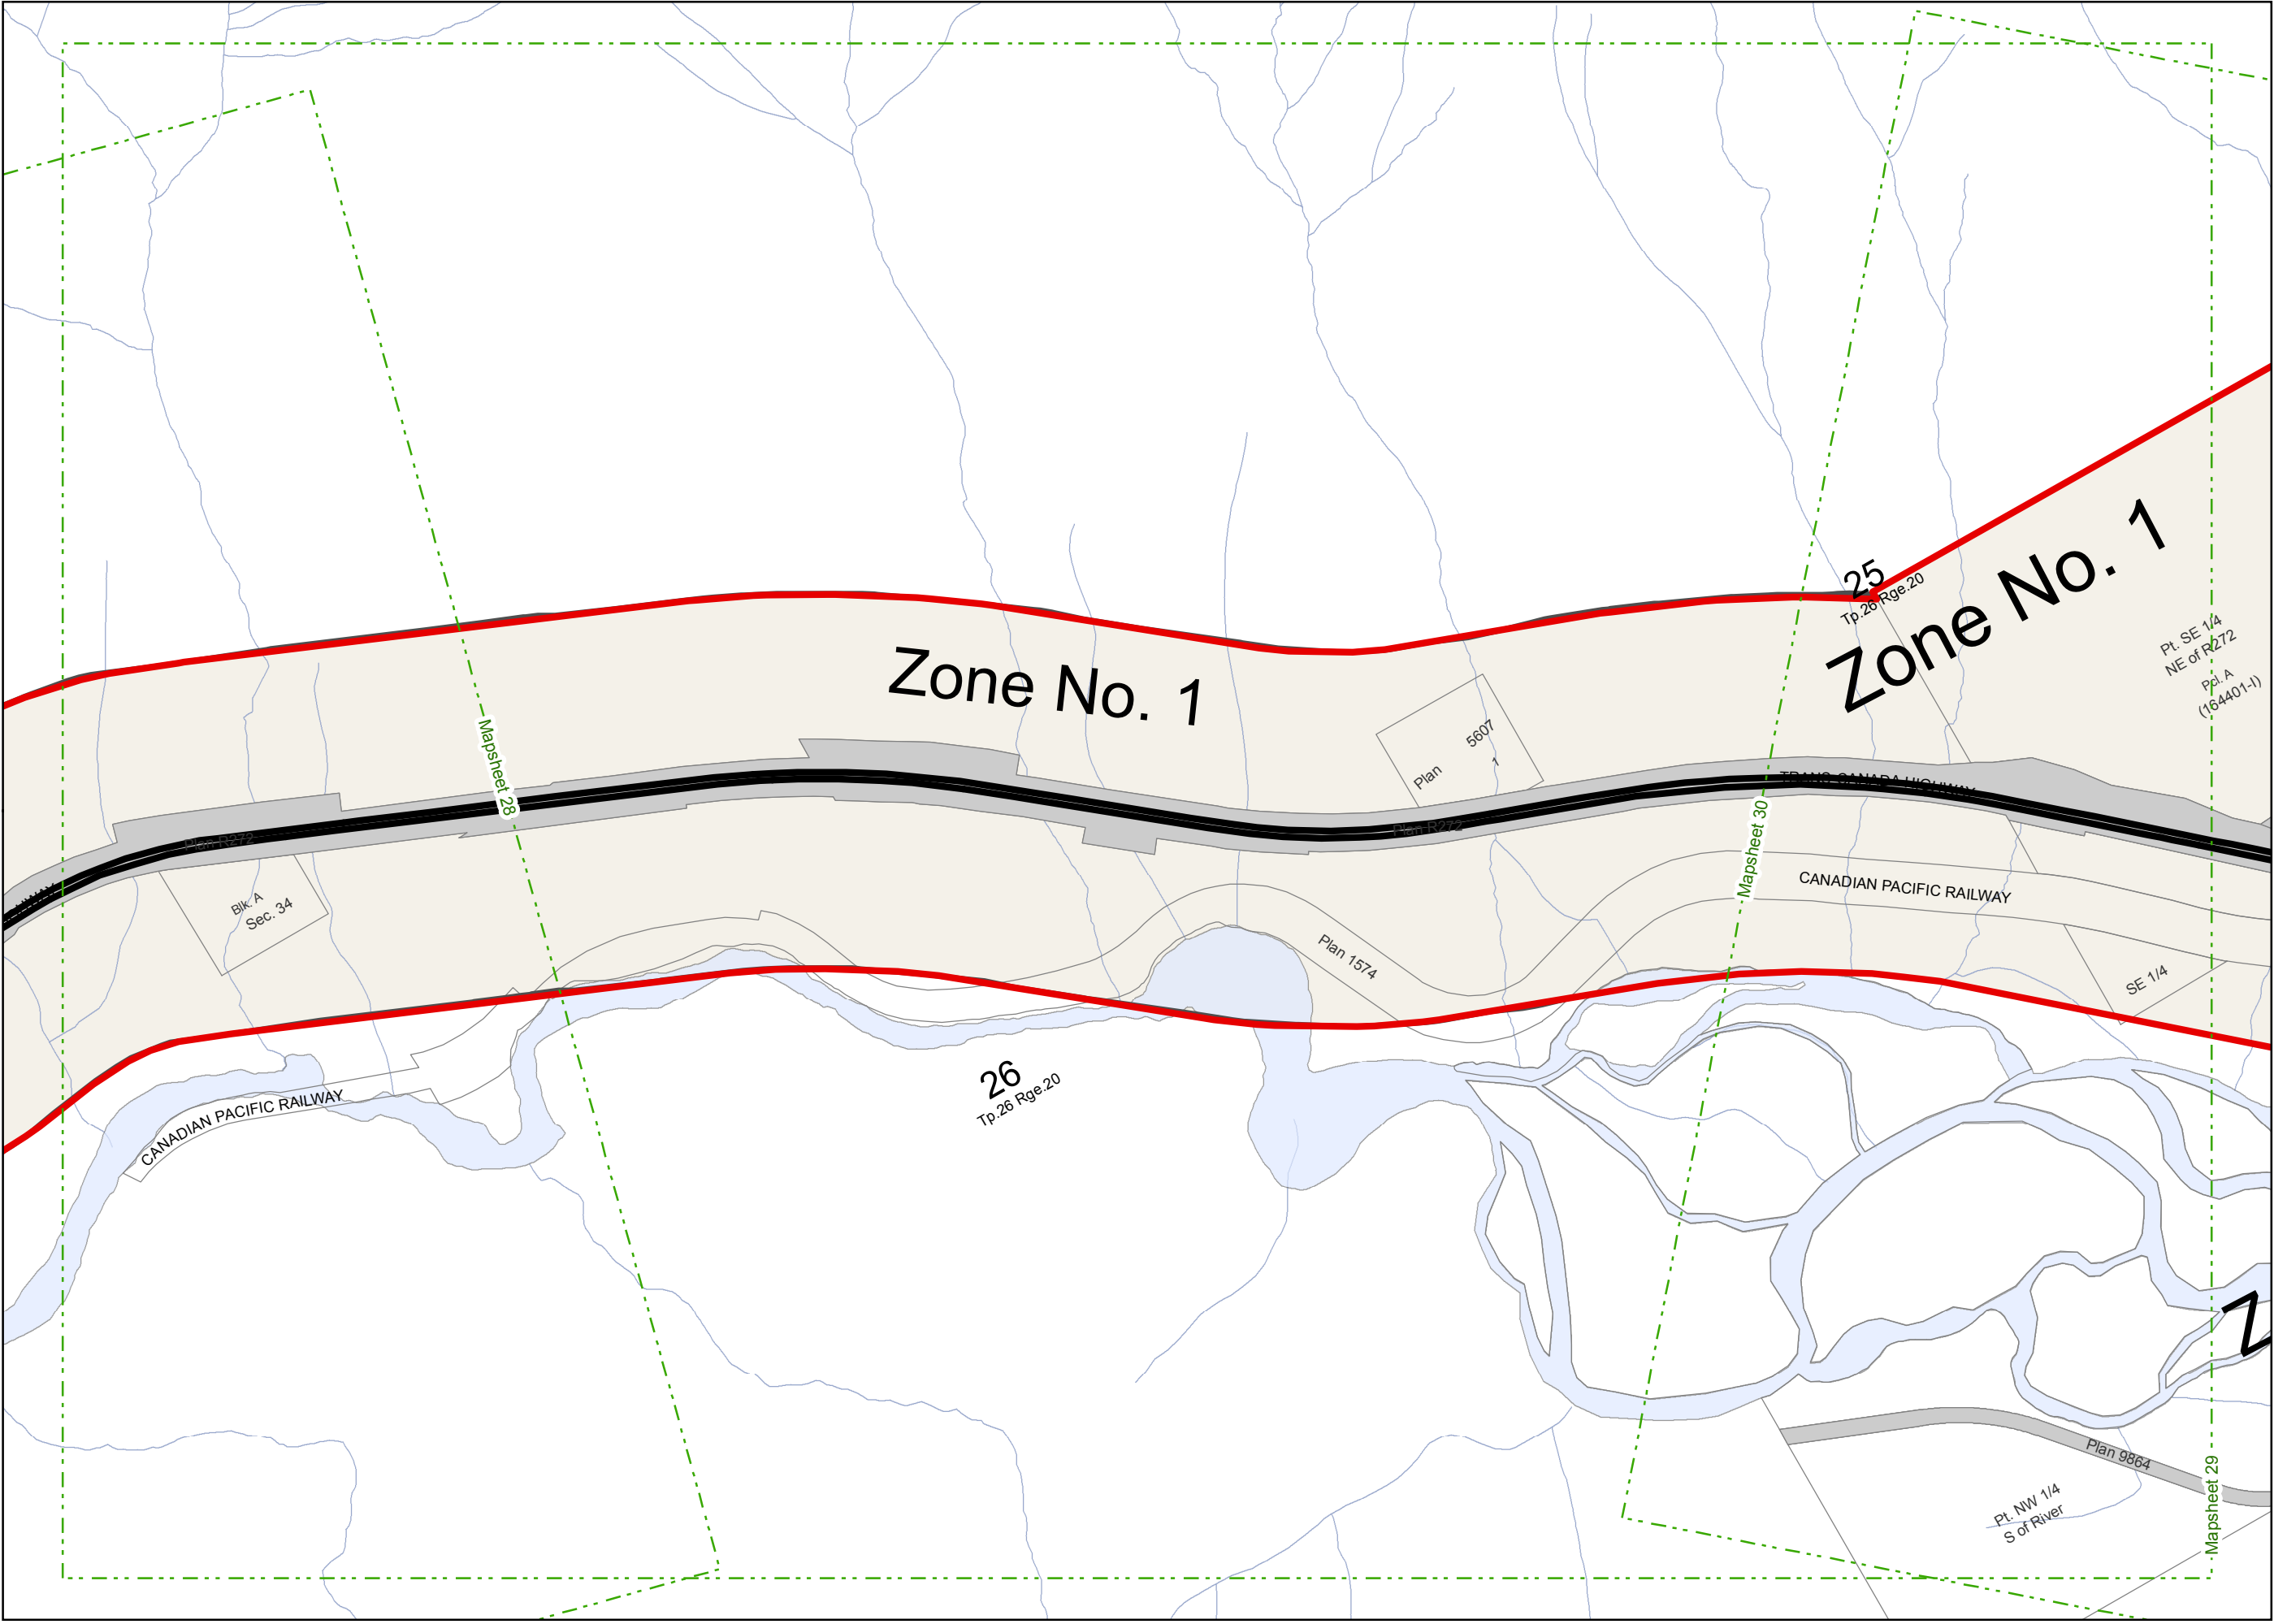 25
Tp.26 Rge.20
Zone No. 1
Pt. SE 1/4
NE of R272
Pcl. A
(164401-I)
Zone No. 1
Mapsheet 28
Plan 5607
1
TRANS-CANADA HIGHWAY
Plan R272
Plan R272
Mapsheet 30
CANADIAN PACIFIC RAILWAY
Blk. A
Sec. 34
Plan 1574
SE 1/4
26
Tp.26 Rge.20
CANADIAN PACIFIC RAILWAY
Z
Plan 9864
Mapsheet 29
Pt. NW 1/4
S of River